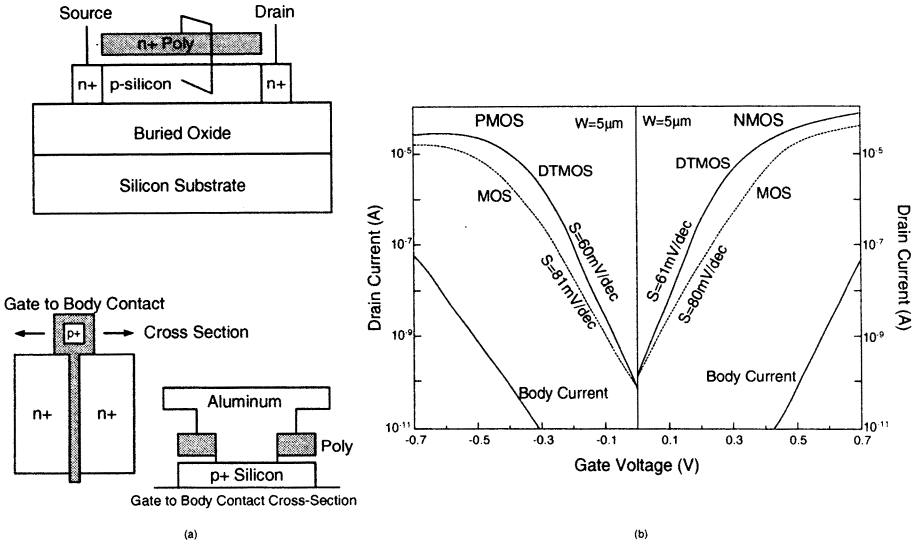 Source
Drain
n+ Poly
n+
p-silicon
n+
Buried Oxide
Silicon Substrate
Gate to Body Contact
p+
Cross Section
n+
n+
Aluminum
Poly
p+ Silicon
Gate to Body Contact Cross-Section
(a)
PMOS
W=5μm
W=5μm
NMOS
DTMOS
DTMOS
MOS
MOS
S=60mV/dec
S=81mV/dec
S=61mV/dec
S=80mV/dec
Body Current
Body Current
Drain Current (A)
10-5
10-7
10-9
10-11
Drain Current (A)
10-5
10-7
10-9
10-11
-0.7 -0.5 -0.3 -0.1 0.1 0.3 0.5 0.7
Gate Voltage (V)
(b)